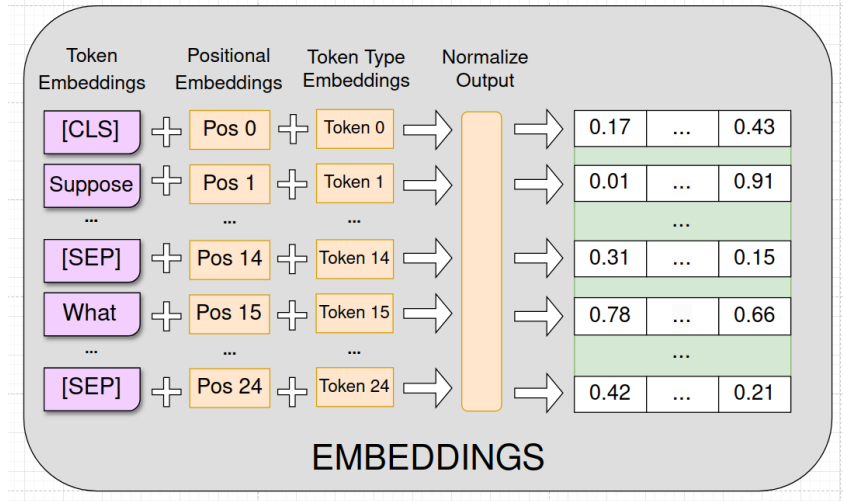 Token Embeddings
Positional Embeddings
Token Type Embeddings
Normalize Output
[CLS] Pos 0 Token 0 0.17 ... 0.43
Suppose Pos 1 Token 1 0.01 ... 0.91
... ... ... ...
[SEP] Pos 14 Token 14 0.31 ... 0.15
What Pos 15 Token 15 0.78 ... 0.66
... ... ... ...
[SEP] Pos 24 Token 24 0.42 ... 0.21
EMBEDDINGS